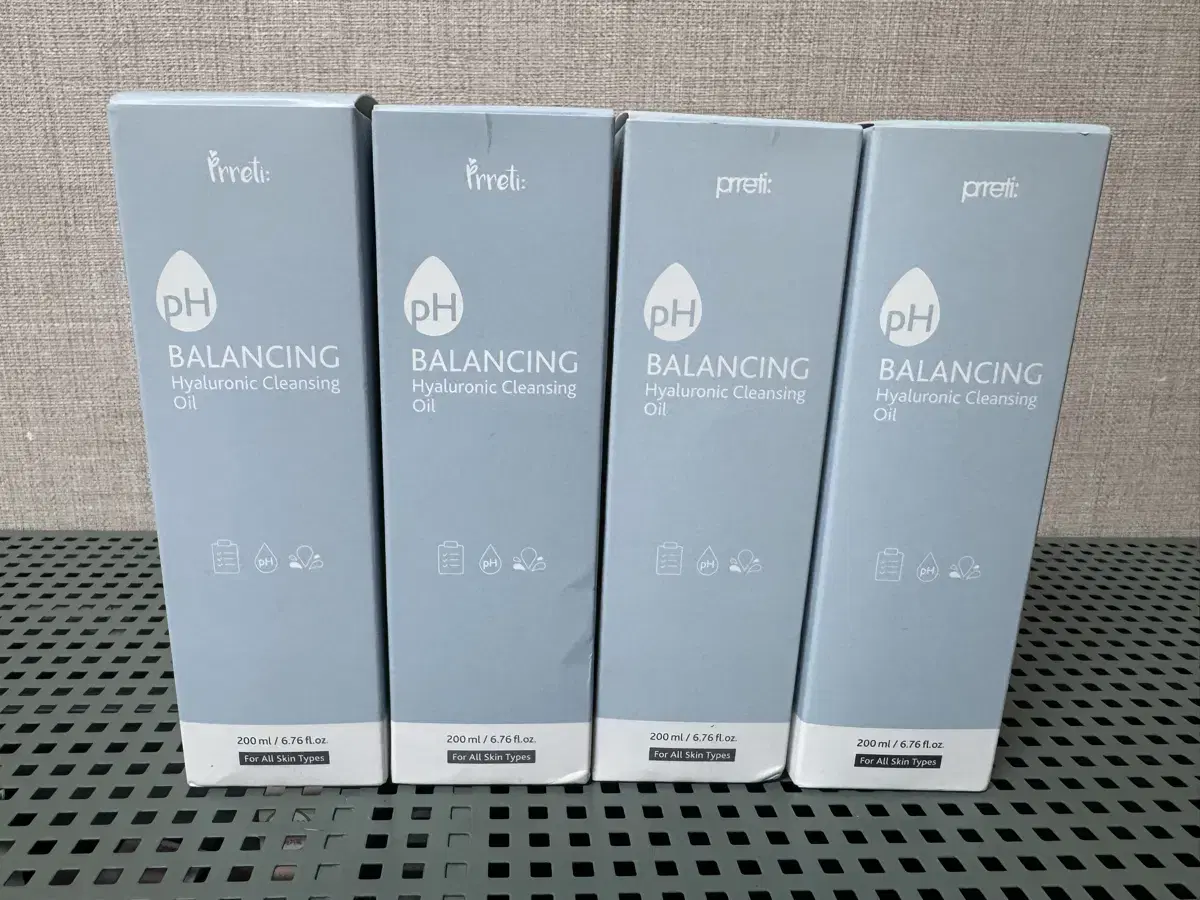 Prreti:
pH
BALANCING
Hyaluronic Cleansing
Oil
pH
200 ml / 6.76 fl.oz.
For All Skin Types
Prreti:
pH
BALANCING
Hyaluronic Cleansing
Oil
pH
200 ml / 6.76 fl.oz.
For All Skin Types
prreti:
pH
BALANCING
Hyaluronic Cleansing
Oil
pH
200 ml / 6.76 fl.oz.
For All Skin Types
prreti:
pH
BALANCING
Hyaluronic Cleansing
Oil
pH
200 ml / 6.76 fl.oz.
For All Skin Types